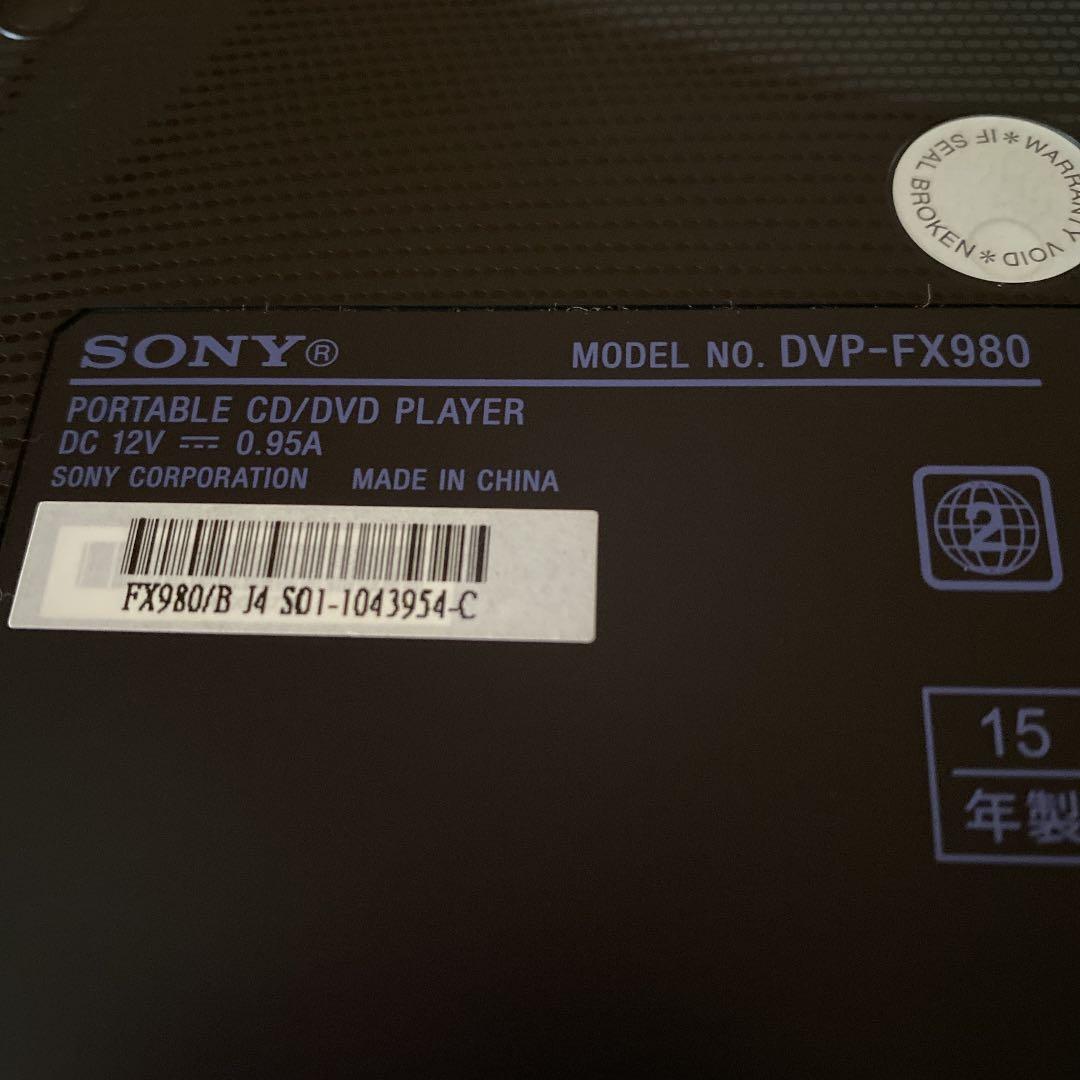 WARRANTY VOID * IF SEAL BROKEN *
SONY®
MODEL NO. DVP-FX980
PORTABLE CD/DVD PLAYER
DC 12V ⎓ 0.95A
SONY CORPORATION MADE IN CHINA
FX980/B J4 S01-1043954-C
2
15
年製